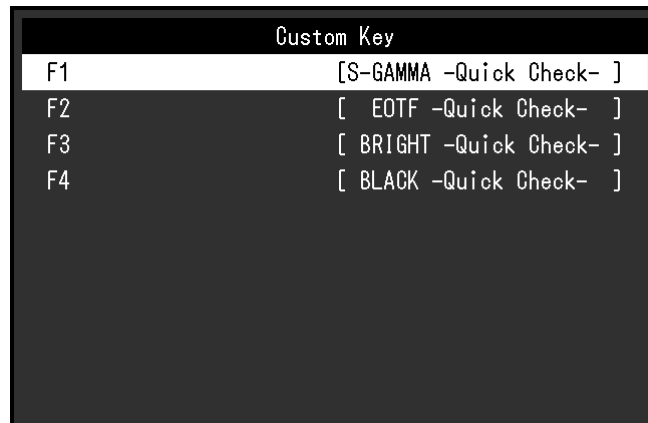 Custom Key
F1 [S-GAMMA -Quick Check- ]
F2 [ EOTF -Quick Check- ]
F3 [ BRIGHT -Quick Check- ]
F4 [ BLACK -Quick Check- ]